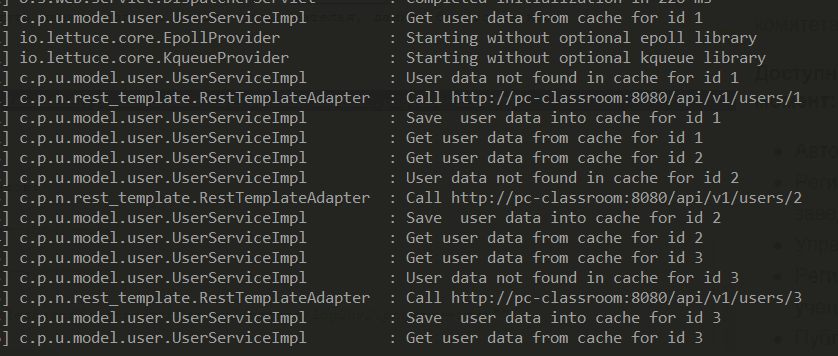 ] c.p.u.model.user.UserServiceImpl : Get user data from cache for id 1
] io.lettuce.core.EpollProvider : Starting without optional epoll library
] io.lettuce.core.KqueueProvider : Starting without optional kqueue library
] c.p.u.model.user.UserServiceImpl : User data not found in cache for id 1
] c.p.n.rest_template.RestTemplateAdapter : Call http://pc-classroom:8080/api/v1/users/1
] c.p.u.model.user.UserServiceImpl : Save  user data into cache for id 1
] c.p.u.model.user.UserServiceImpl : Get user data from cache for id 1
] c.p.u.model.user.UserServiceImpl : Get user data from cache for id 2
] c.p.u.model.user.UserServiceImpl : User data not found in cache for id 2
] c.p.n.rest_template.RestTemplateAdapter : Call http://pc-classroom:8080/api/v1/users/2
] c.p.u.model.user.UserServiceImpl : Save  user data into cache for id 2
] c.p.u.model.user.UserServiceImpl : Get user data from cache for id 2
] c.p.u.model.user.UserServiceImpl : Get user data from cache for id 3
] c.p.u.model.user.UserServiceImpl : User data not found in cache for id 3
] c.p.n.rest_template.RestTemplateAdapter : Call http://pc-classroom:8080/api/v1/users/3
] c.p.u.model.user.UserServiceImpl : Save  user data into cache for id 3
] c.p.u.model.user.UserServiceImpl : Get user data from cache for id 3